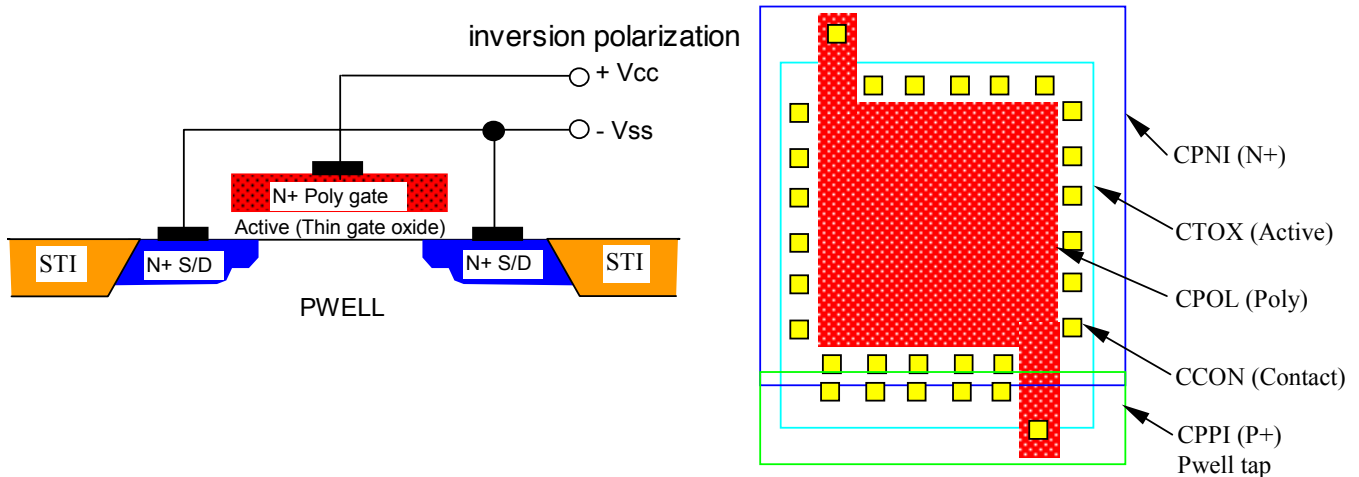 inversion polarization
+ Vcc
- Vss
N+ Poly gate
Active (Thin gate oxide)
STI
N+ S/D
N+ S/D
STI
PWELL
CPNI (N+)
CTOX (Active)
CPOL (Poly)
CCON (Contact)
CPPI (P+)
Pwell tap